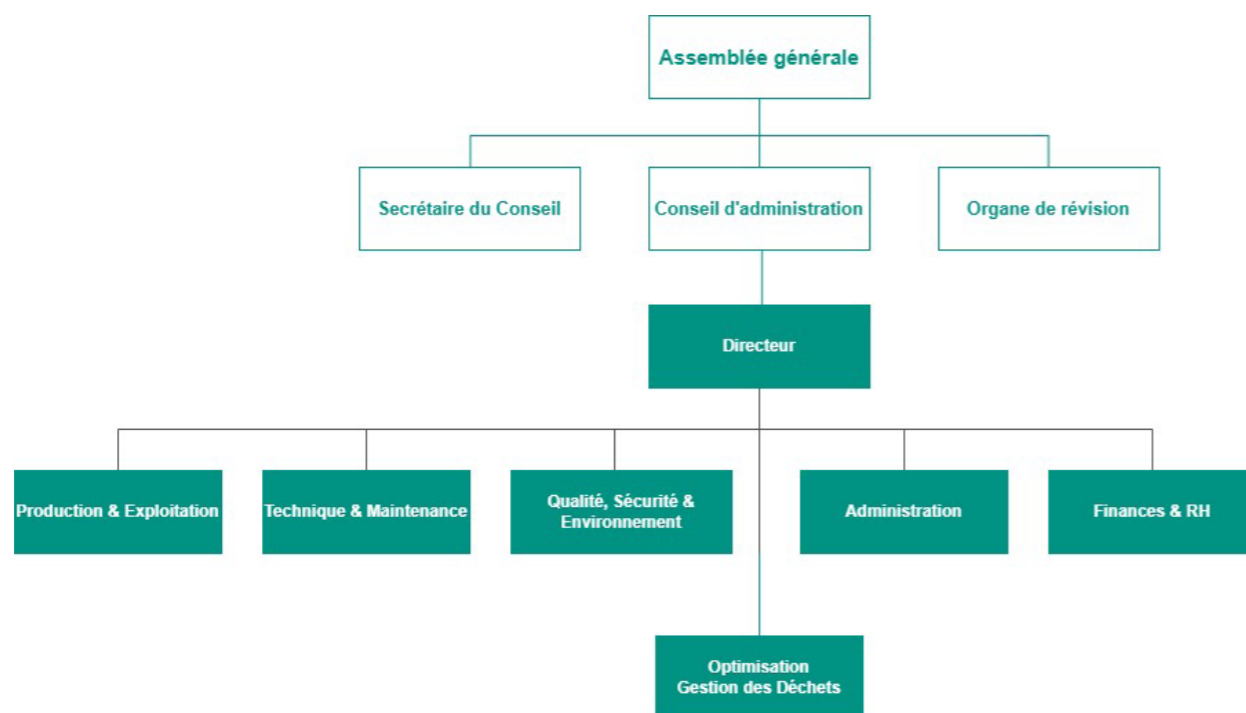 Assemblée générale
Secrétaire du Conseil
Conseil d'administration
Organe de révision
Directeur
Production & Exploitation
Technique & Maintenance
Qualité, Sécurité &
Environnement
Administration
Finances & RH
Optimisation
Gestion des Déchets